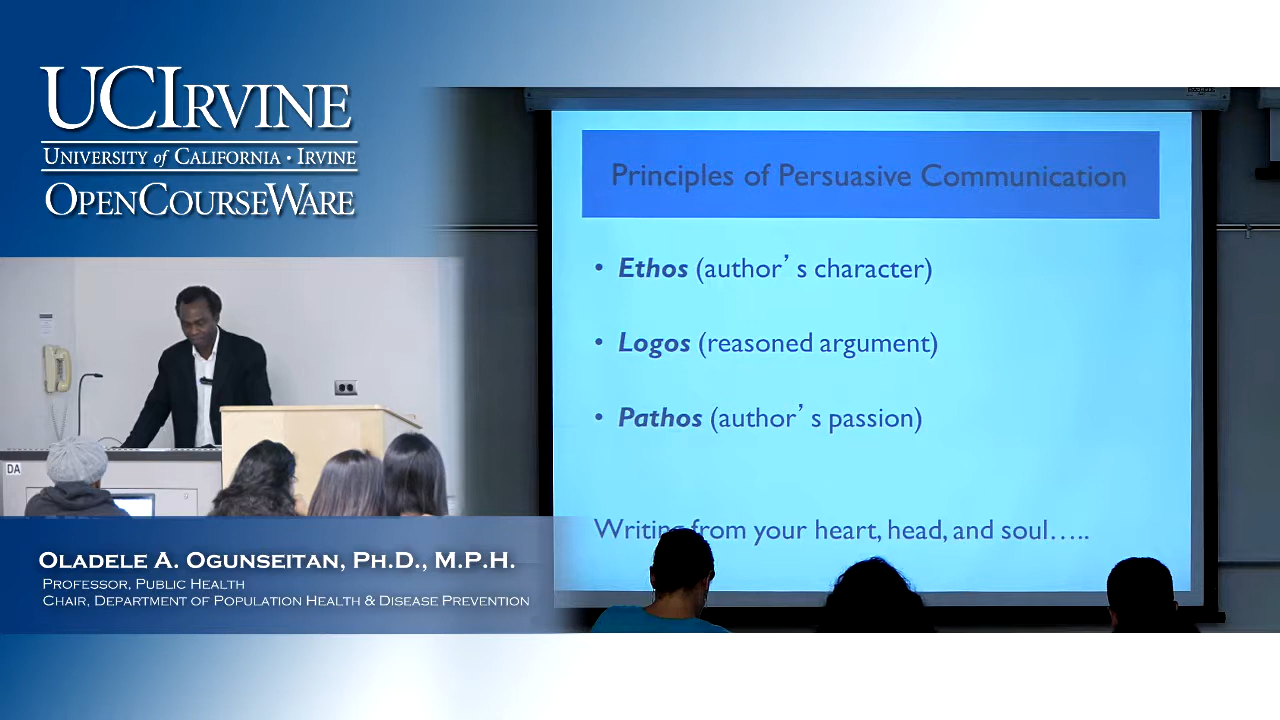 UCIRVINE
UNIVERSITY of CALIFORNIA · IRVINE
OPENCOURSEWARE
Principles of Persuasive Communication
• Ethos (author’ s character)
• Logos (reasoned argument)
• Pathos (author’ s passion)
Writing from your heart, head, and soul…..
DA
OLADELE A. OGUNSEITAN, PH.D., M.P.H.
PROFESSOR, PUBLIC HEALTH
CHAIR, DEPARTMENT OF POPULATION HEALTH & DISEASE PREVENTION